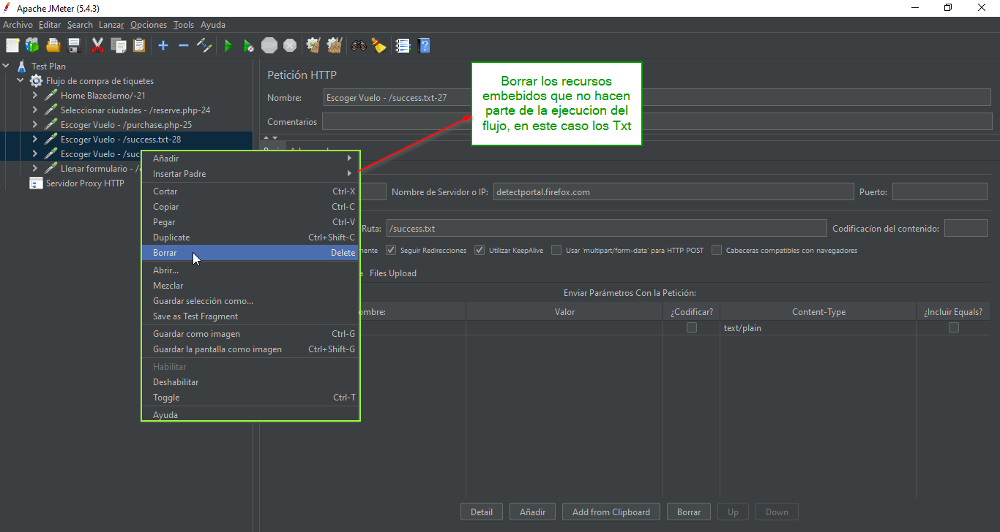 Apache JMeter (5.4.3)
Archivo Editar Search Lanzar Opciones Tools Ayuda
STOP
Test Plan
Flujo de compra de tiquetes
Home Blazedemo/-21
Seleccionar ciudades - /reserve.php-24
Escoger Vuelo - /purchase.php-25
Escoger Vuelo - /success.txt-28
Escoger Vuelo - /suc
Llenar formulario - /
Servidor Proxy HTTP
Añadir
Insertar Padre
Cortar Ctrl-X
Copiar Ctrl-C
Pegar Ctrl-V
Duplicate Ctrl+Shift-C
Borrar Delete
Abrir...
Mezclar
Guardar selección como...
Save as Test Fragment
Guardar como imagen Ctrl-G
Guardar la pantalla como imagen Ctrl+Shift-G
Habilitar
Deshabilitar
Toggle Ctrl-T
Ayuda
Petición HTTP
Nombre: Escoger Vuelo - /success.txt-27
Comentarios
Borrar los recursos
embebidos que no hacen
parte de la ejecucion del
flujo, en este caso los Txt
Nombre de Servidor o IP: detectportal.firefox.com Puerto:
Ruta: /success.txt Codificacíon del contenido:
mente Seguir Redirecciones Utilizar KeepAlive Usar 'multipart/form-data' para HTTP POST Cabeceras compatibles con navegadores
a Files Upload
Enviar Parámetros Con la Petición:
ombre: Valor ¿Codificar? Content-Type ¿Incluir Equals?
text/plain
Detail Añadir Add from Clipboard Borrar Up Down